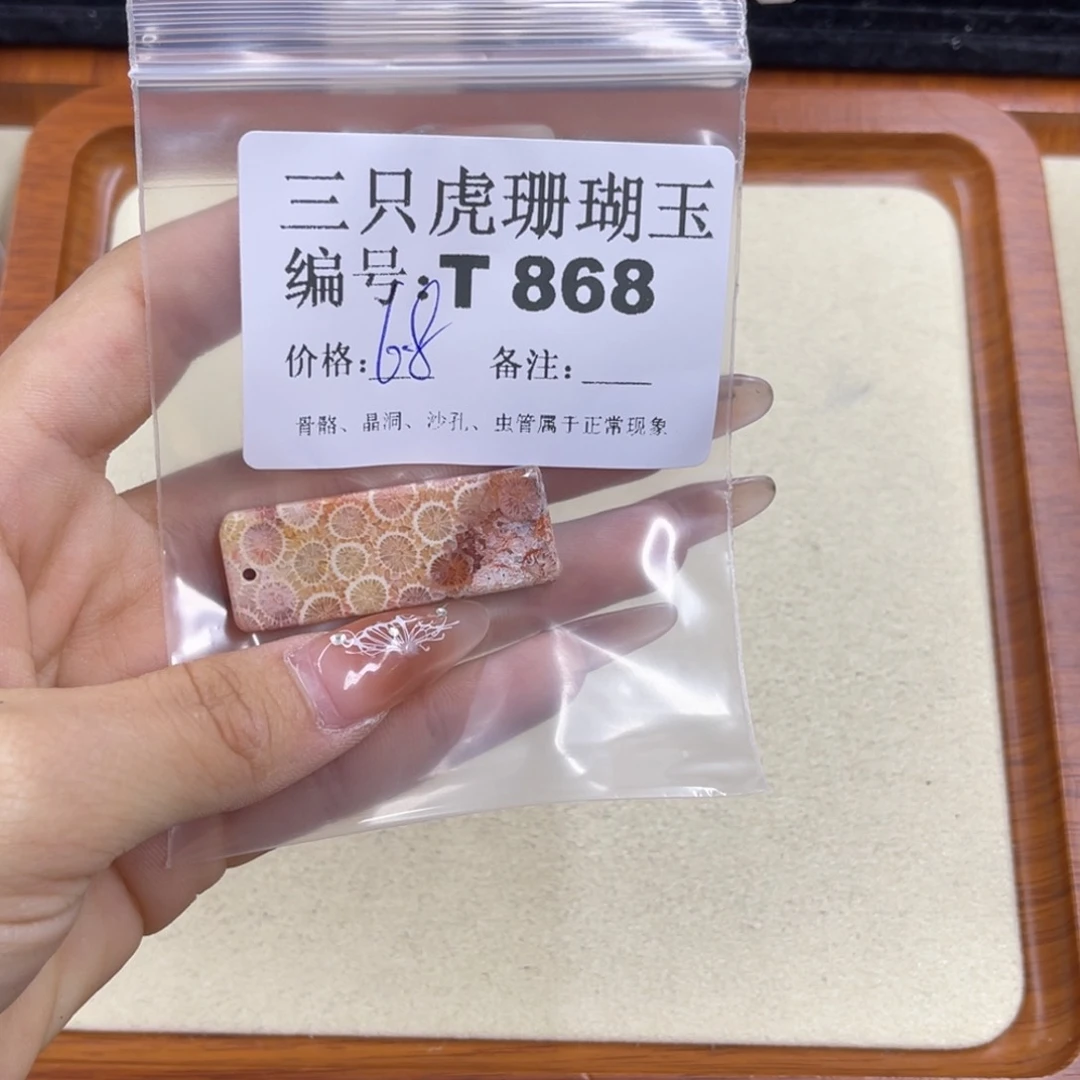 三只虎珊瑚玉
编号:T 868
价格:68 备注:____
骨骼、晶洞、沙孔、虫管属于正常现象